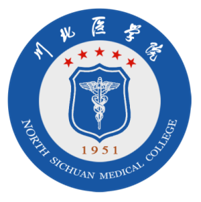 川北医学院
1951
NORTH SICHUAN MEDICAL COLLEGE